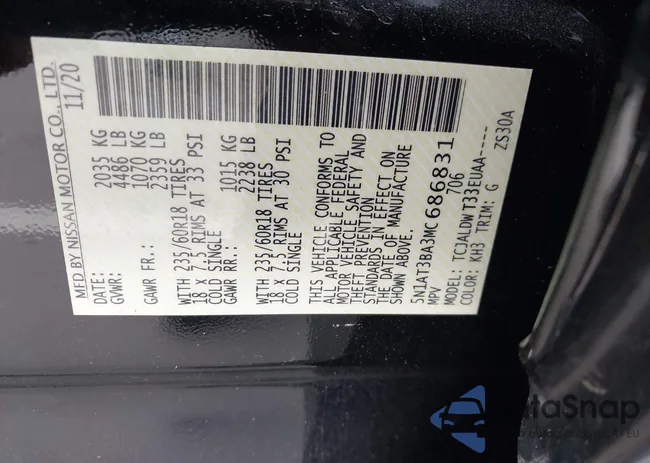 MFD BY NISSAN MOTOR CO., LTD.
11/20
GVWR: 2035 KG
4486 LB
GAWR FR.: 1070 KG
2359 LB
WITH 235/60R18 TIRES
18 X 7.5 RIMS AT 33 PSI
COLD SINGLE
GAWR RR.: 1015 KG
2238 LB
WITH 235/60R18 TIRES
18 X 7.5 RIMS AT 30 PSI
COLD SINGLE
THIS VEHICLE CONFORMS TO
ALL APPLICABLE FEDERAL
MOTOR VEHICLE SAFETY AND
THEFT PREVENTION
STANDARDS IN EFFECT ON
THE DATE OF MANUFACTURE
SHOWN ABOVE.
5N1AT3BA3MC686831
MPV 706
MODEL: TCJALDWT33EUAA----
COLOR: KH3 TRIM: G ZS30A
taSnap